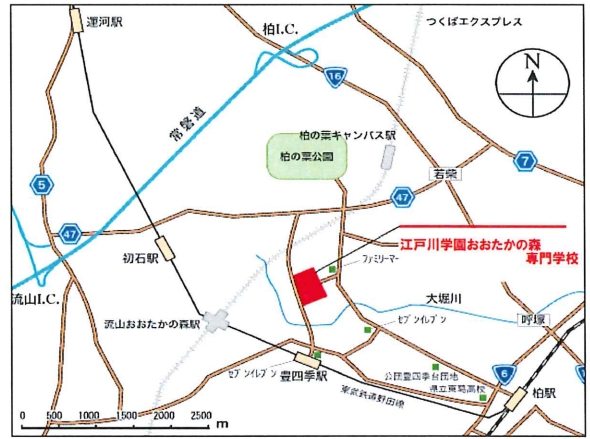 運河駅
柏I.C.
つくばエクスプレス
N
16
常磐道
柏の葉キャンパス駅
柏の葉公園
7
5
若柴
47
47
江戸川学園おおたかの森
専門学校
初石駅
ファミリーマー
流山I.C.
大堀川
流山おおたかの森駅
セブンイレブン
呼塚
セブンイレブン
豊四季駅
公団豊四季台団地
6
県立東葛高校
東武鉄道野田線
柏駅
6
0 500 1000 1500 2000 2500 m